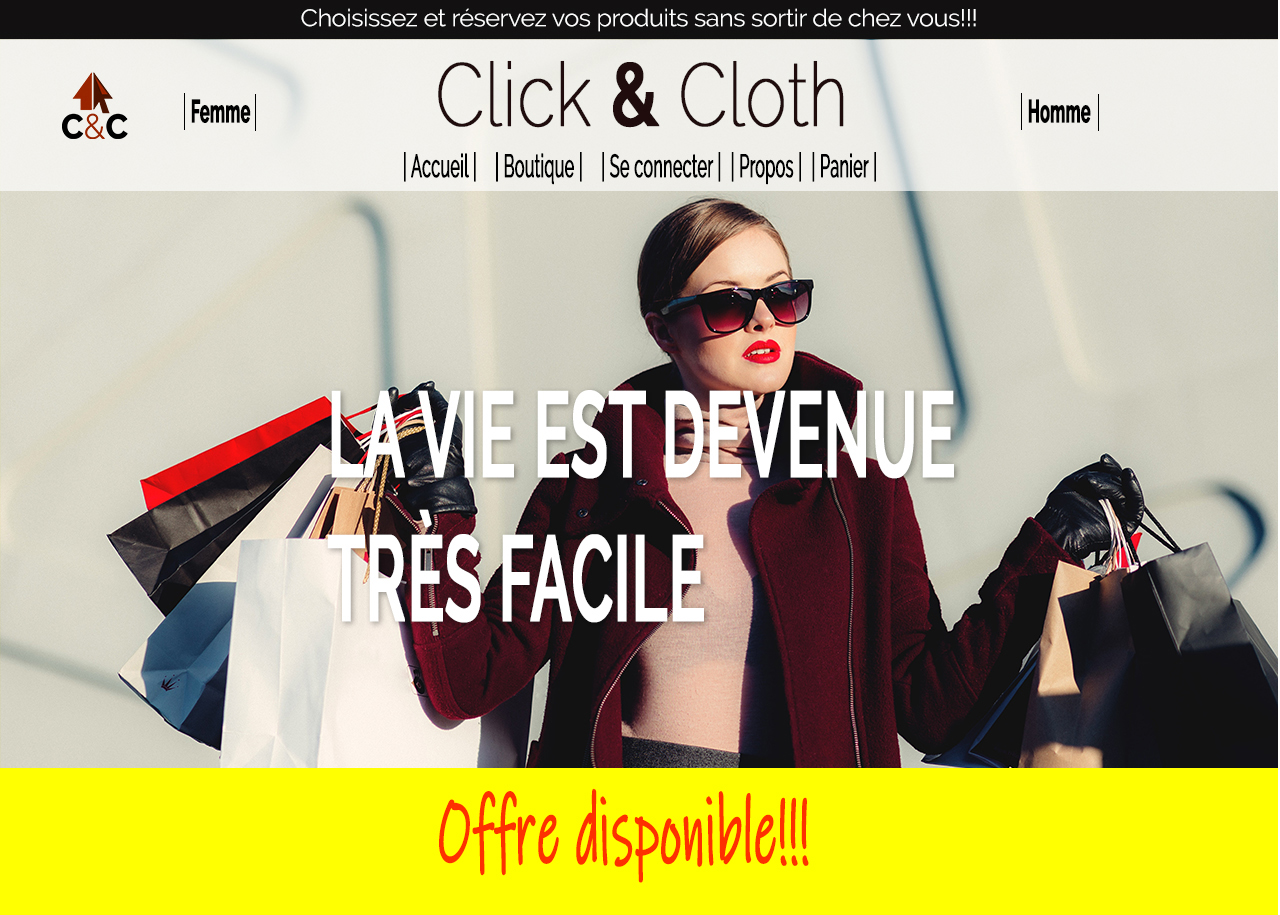 Choisissez et réservez vos produits sans sortir de chez vous!!!
Click & Cloth
C&C
| Femme |
| Homme |
| Accueil | | Boutique | | Se connecter | | Propos | | Panier |
LA VIE EST DEVENUE
TRÈS FACILE
Offre disponible!!!